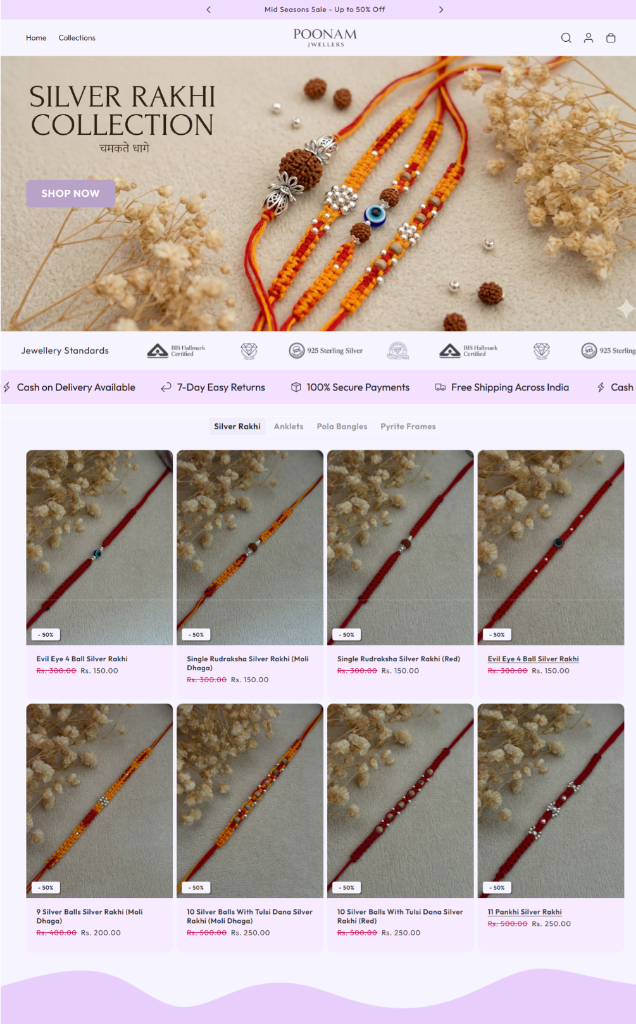 Mid Seasons Sale - Up to 50% Off
Home Collections
POONAM
JWELLERS
SILVER RAKHI
COLLECTION
चमकते धागे
SHOP NOW
Jewellery Standards
BIS Hallmark
Certified
925 Sterling Silver
BIS Hallmark
Certified
925 Sterling
Cash on Delivery Available
7-Day Easy Returns
100% Secure Payments
Free Shipping Across India
Cash
Silver Rakhi Anklets Pola Bangles Pyrite Frames
- 50%
- 50%
- 50%
- 50%
Evil Eye 4 Ball Silver Rakhi
Rs. 300.00 Rs. 150.00
Single Rudraksha Silver Rakhi (Moli
Dhaga)
Rs. 300.00 Rs. 150.00
Single Rudraksha Silver Rakhi (Red)
Rs. 300.00 Rs. 150.00
Evil Eye 4 Ball Silver Rakhi
Rs. 300.00 Rs. 150.00
- 50%
- 50%
- 50%
- 50%
9 Silver Balls Silver Rakhi (Moli
Dhaga)
Rs. 400.00 Rs. 200.00
10 Silver Balls With Tulsi Dana Silver
Rakhi (Moli Dhaga)
Rs. 500.00 Rs. 250.00
10 Silver Balls With Tulsi Dana Silver
Rakhi (Red)
Rs. 500.00 Rs. 250.00
11 Pankhi Silver Rakhi
Rs. 500.00 Rs. 250.00